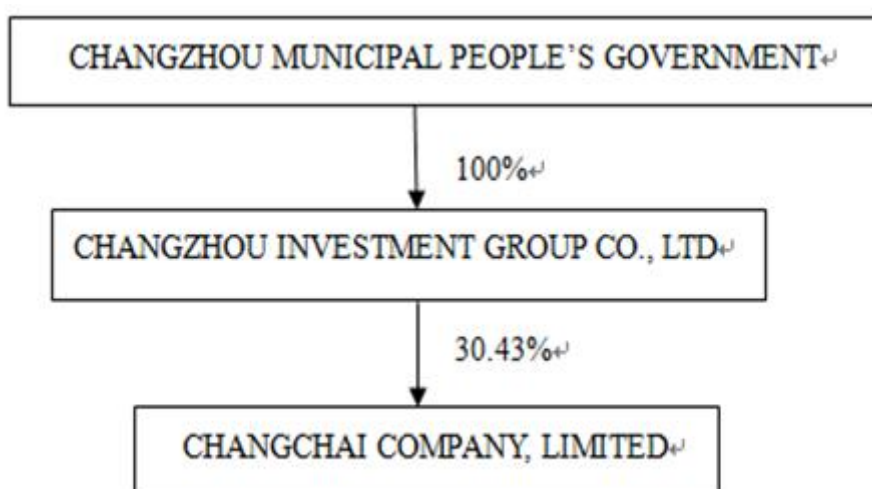 CHANGZHOU MUNICIPAL PEOPLE’S GOVERNMENT↵
100%↵
CHANGZHOU INVESTMENT GROUP CO., LTD↵
30.43%↵
CHANGCHAI COMPANY, LIMITED↵